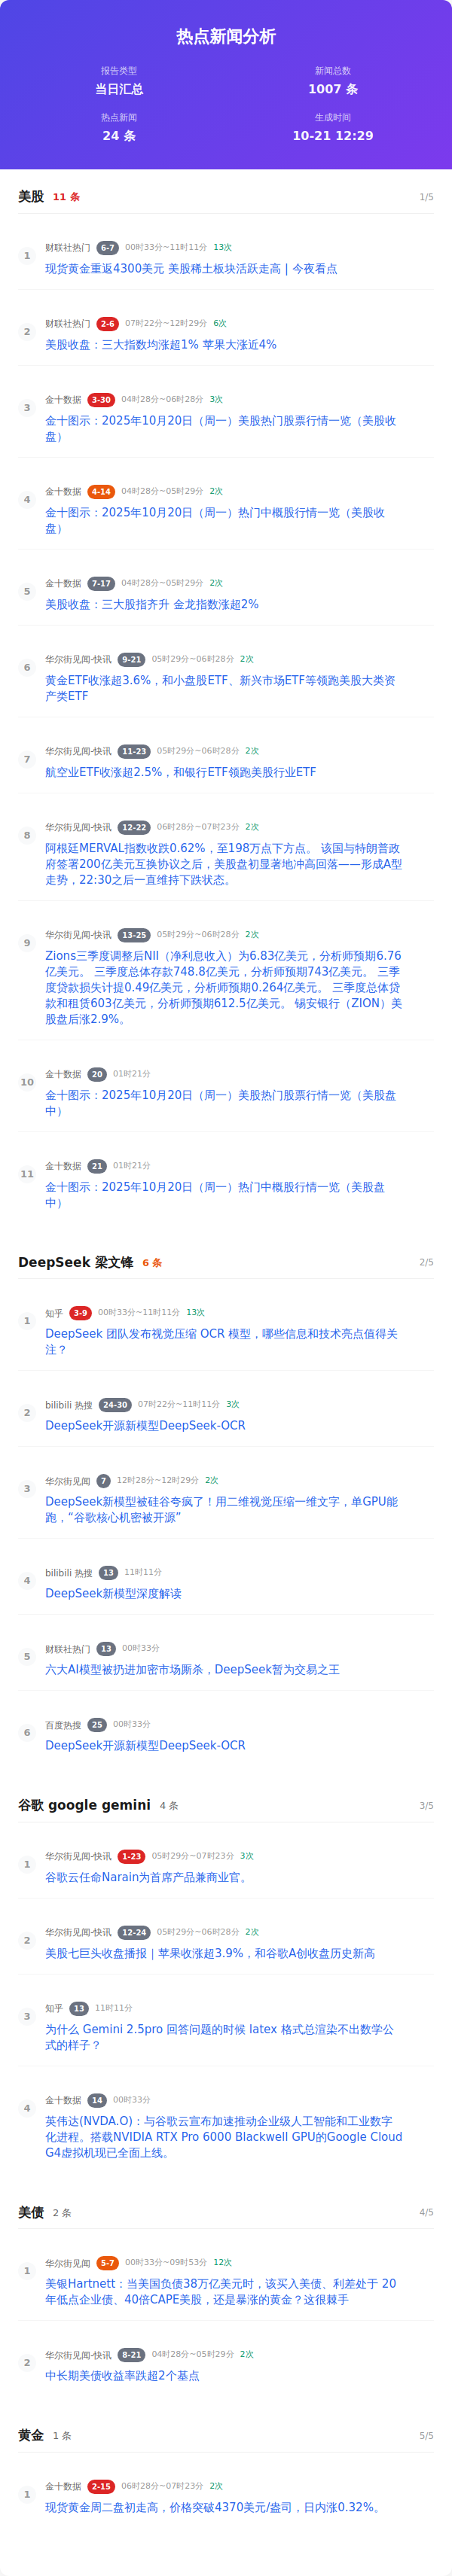 热点新闻分析
报告类型
当日汇总
新闻总数
1007 条
热点新闻
24 条
生成时间
10-21 12:29
美股 11 条 1/5
1
财联社热门 6-7 00时33分~11时11分 13次
现货黄金重返4300美元 美股稀土板块活跃走高 | 今夜看点
2
财联社热门 2-6 07时22分~12时29分 6次
美股收盘：三大指数均涨超1% 苹果大涨近4%
3
金十数据 3-30 04时28分~06时28分 3次
金十图示：2025年10月20日（周一）美股热门股票行情一览（美股收
盘）
4
金十数据 4-14 04时28分~05时29分 2次
金十图示：2025年10月20日（周一）热门中概股行情一览（美股收
盘）
5
金十数据 7-17 04时28分~05时29分 2次
美股收盘：三大股指齐升 金龙指数涨超2%
6
华尔街见闻-快讯 9-21 05时29分~06时28分 2次
黄金ETF收涨超3.6%，和小盘股ETF、新兴市场ETF等领跑美股大类资
产类ETF
7
华尔街见闻-快讯 11-23 05时29分~06时28分 2次
航空业ETF收涨超2.5%，和银行ETF领跑美股行业ETF
8
华尔街见闻-快讯 12-22 06时28分~07时23分 2次
阿根廷MERVAL指数收跌0.62%，至198万点下方点。 该国与特朗普政
府签署200亿美元互换协议之后，美股盘初显著地冲高回落——形成A型
走势，22:30之后一直维持下跌状态。
9
华尔街见闻-快讯 13-25 05时29分~06时28分 2次
Zions三季度调整后NII（净利息收入）为6.83亿美元，分析师预期6.76
亿美元。 三季度总体存款748.8亿美元，分析师预期743亿美元。 三季
度贷款损失计提0.49亿美元，分析师预期0.264亿美元。 三季度总体贷
款和租赁603亿美元，分析师预期612.5亿美元。 锡安银行（ZION）美
股盘后涨2.9%。
10
金十数据 20 01时21分
金十图示：2025年10月20日（周一）美股热门股票行情一览（美股盘
中）
11
金十数据 21 01时21分
金十图示：2025年10月20日（周一）热门中概股行情一览（美股盘
中）
DeepSeek 梁文锋 6 条 2/5
1
知乎 3-9 00时33分~11时11分 13次
DeepSeek 团队发布视觉压缩 OCR 模型，哪些信息和技术亮点值得关
注？
2
bilibili 热搜 24-30 07时22分~11时11分 3次
DeepSeek开源新模型DeepSeek-OCR
3
华尔街见闻 7 12时28分~12时29分 2次
DeepSeek新模型被硅谷夸疯了！用二维视觉压缩一维文字，单GPU能
跑，“谷歌核心机密被开源”
4
bilibili 热搜 13 11时11分
DeepSeek新模型深度解读
5
财联社热门 13 00时33分
六大AI模型被扔进加密市场厮杀，DeepSeek暂为交易之王
6
百度热搜 25 00时33分
DeepSeek开源新模型DeepSeek-OCR
谷歌 google gemini 4 条 3/5
1
华尔街见闻-快讯 1-23 05时29分~07时23分 3次
谷歌云任命Narain为首席产品兼商业官。
2
华尔街见闻-快讯 12-24 05时29分~06时28分 2次
美股七巨头收盘播报｜苹果收涨超3.9%，和谷歌A创收盘历史新高
3
知乎 13 11时11分
为什么 Gemini 2.5pro 回答问题的时候 latex 格式总渲染不出数学公
式的样子？
4
金十数据 14 00时33分
英伟达(NVDA.O)：与谷歌云宣布加速推动企业级人工智能和工业数字
化进程。搭载NVIDIA RTX Pro 6000 Blackwell GPU的Google Cloud
G4虚拟机现已全面上线。
美债 2 条 4/5
1
华尔街见闻 5-7 00时33分~09时53分 12次
美银Hartnett：当美国负债38万亿美元时，该买入美债、利差处于 20
年低点企业债、40倍CAPE美股，还是暴涨的黄金？这很棘手
2
华尔街见闻-快讯 8-21 04时28分~05时29分 2次
中长期美债收益率跌超2个基点
黄金 1 条 5/5
1
金十数据 2-15 06时28分~07时23分 2次
现货黄金周二盘初走高，价格突破4370美元/盎司，日内涨0.32%。